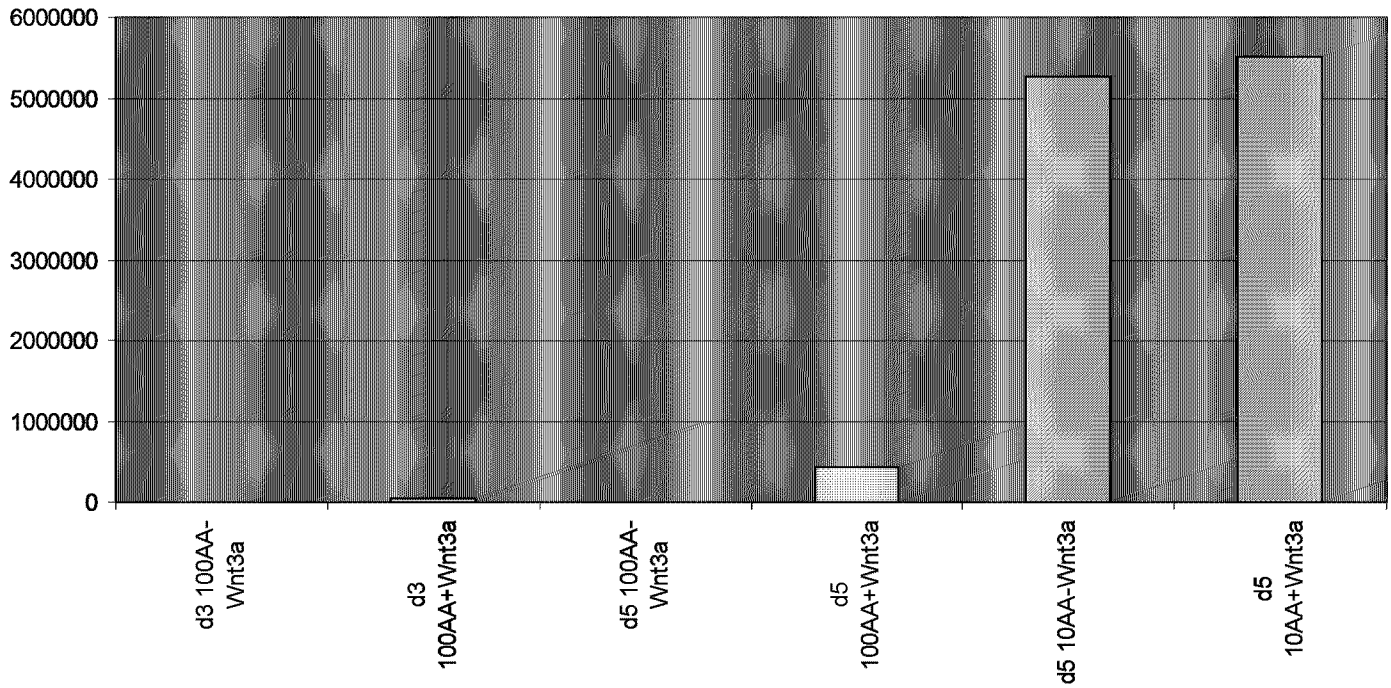 6000000
5000000
4000000
3000000
2000000
1000000
0
d3 100AA-
Wnt3a
d3
100AA+Wnt3a
d5 100AA-
Wnt3a
d5
100AA+Wnt3a
d5 10AA-Wnt3a
d5
10AA+Wnt3a